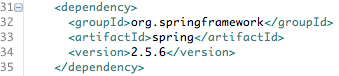 31 <dependency>
32 <groupId>org.springframework</groupId>
33 <artifactId>spring</artifactId>
34 <version>2.5.6</version>
35 </dependency>